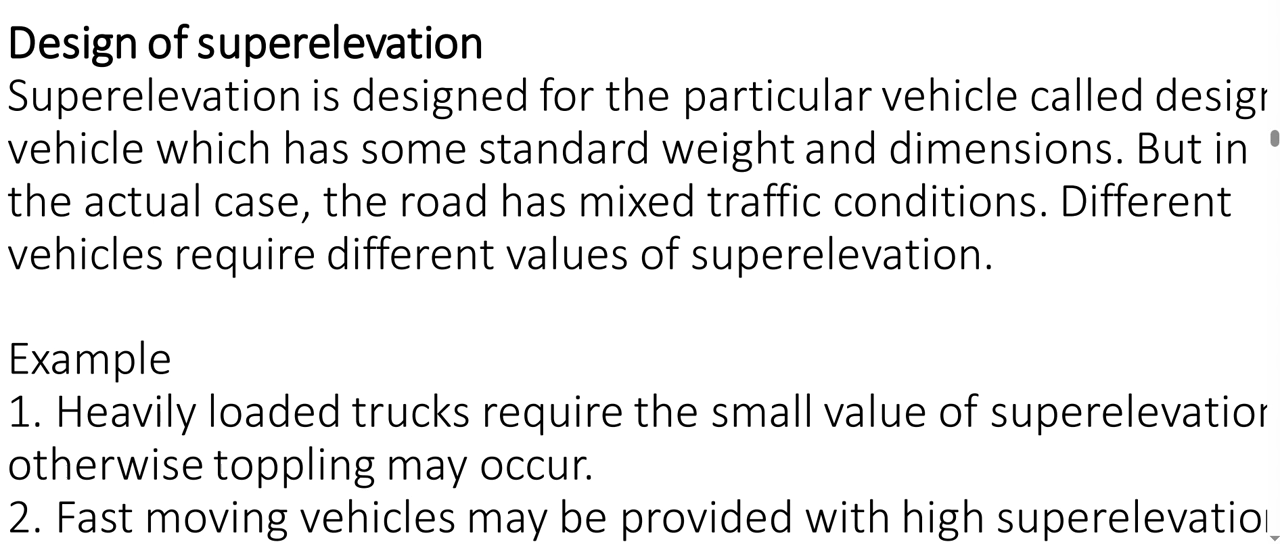 Design of superelevation
Superelevation is designed for the particular vehicle called design
vehicle which has some standard weight and dimensions. But in
the actual case, the road has mixed traffic conditions. Different
vehicles require different values of superelevation.
Example
1. Heavily loaded trucks require the small value of superelevation
otherwise toppling may occur.
2. Fast moving vehicles may be provided with high superelevation